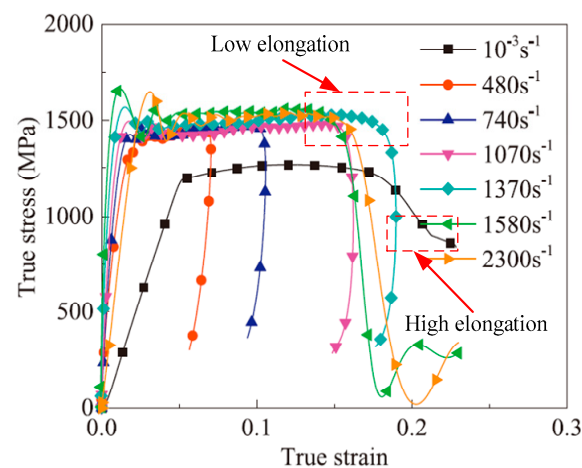 2000
1500
1000
500
0
True stress (MPa)
0.0
0.1
0.2
0.3
True strain
Low elongation
High elongation
10⁻³s⁻¹
480s⁻¹
740s⁻¹
1070s⁻¹
1370s⁻¹
1580s⁻¹
2300s⁻¹